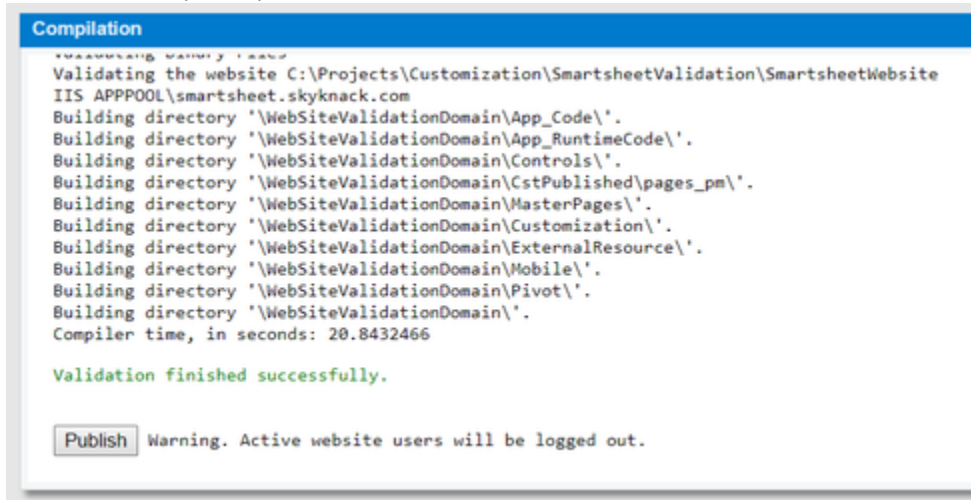 Compilation
Validating Binary Files
Validating the website C:\Projects\Customization\SmartsheetValidation\SmartsheetWebsite
IIS APPPOOL\smartsheet.skyknack.com
Building directory '\WebSiteValidationDomain\App_Code\'.
Building directory '\WebSiteValidationDomain\App_RuntimeCode\'.
Building directory '\WebSiteValidationDomain\Controls\'.
Building directory '\WebSiteValidationDomain\CstPublished\pages_pm\'.
Building directory '\WebSiteValidationDomain\MasterPages\'.
Building directory '\WebSiteValidationDomain\Customization\'.
Building directory '\WebSiteValidationDomain\ExternalResource\'.
Building directory '\WebSiteValidationDomain\Mobile\'.
Building directory '\WebSiteValidationDomain\Pivot\'.
Building directory '\WebSiteValidationDomain\'.
Compiler time, in seconds: 20.8432466
Validation finished successfully.
Publish Warning. Active website users will be logged out.